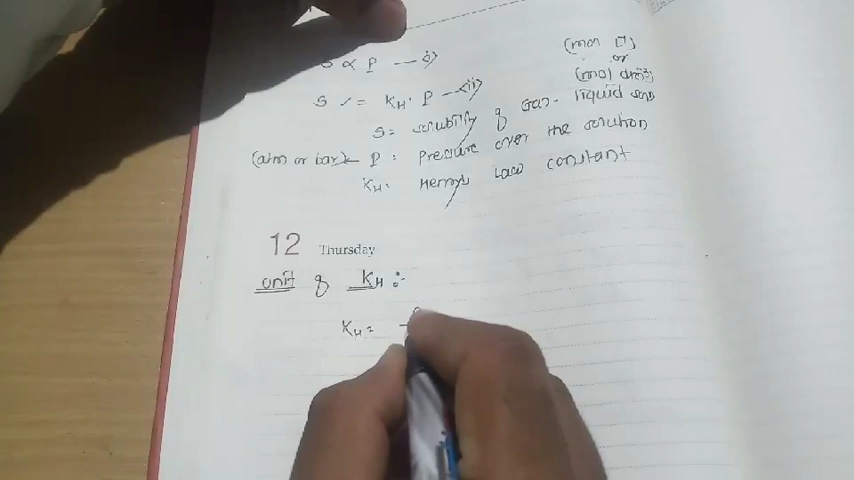 S ∝ P —(i)
(mol L⁻¹)
or
(mol dm⁻³)
S = K_H . P —(ii)
S = solubility of Gas - liquid soln
(atm or bar) ← P : Pressure over the solution
K_H : Henry's Law constant
12 Thursday
unit of K_H :-
K_H =